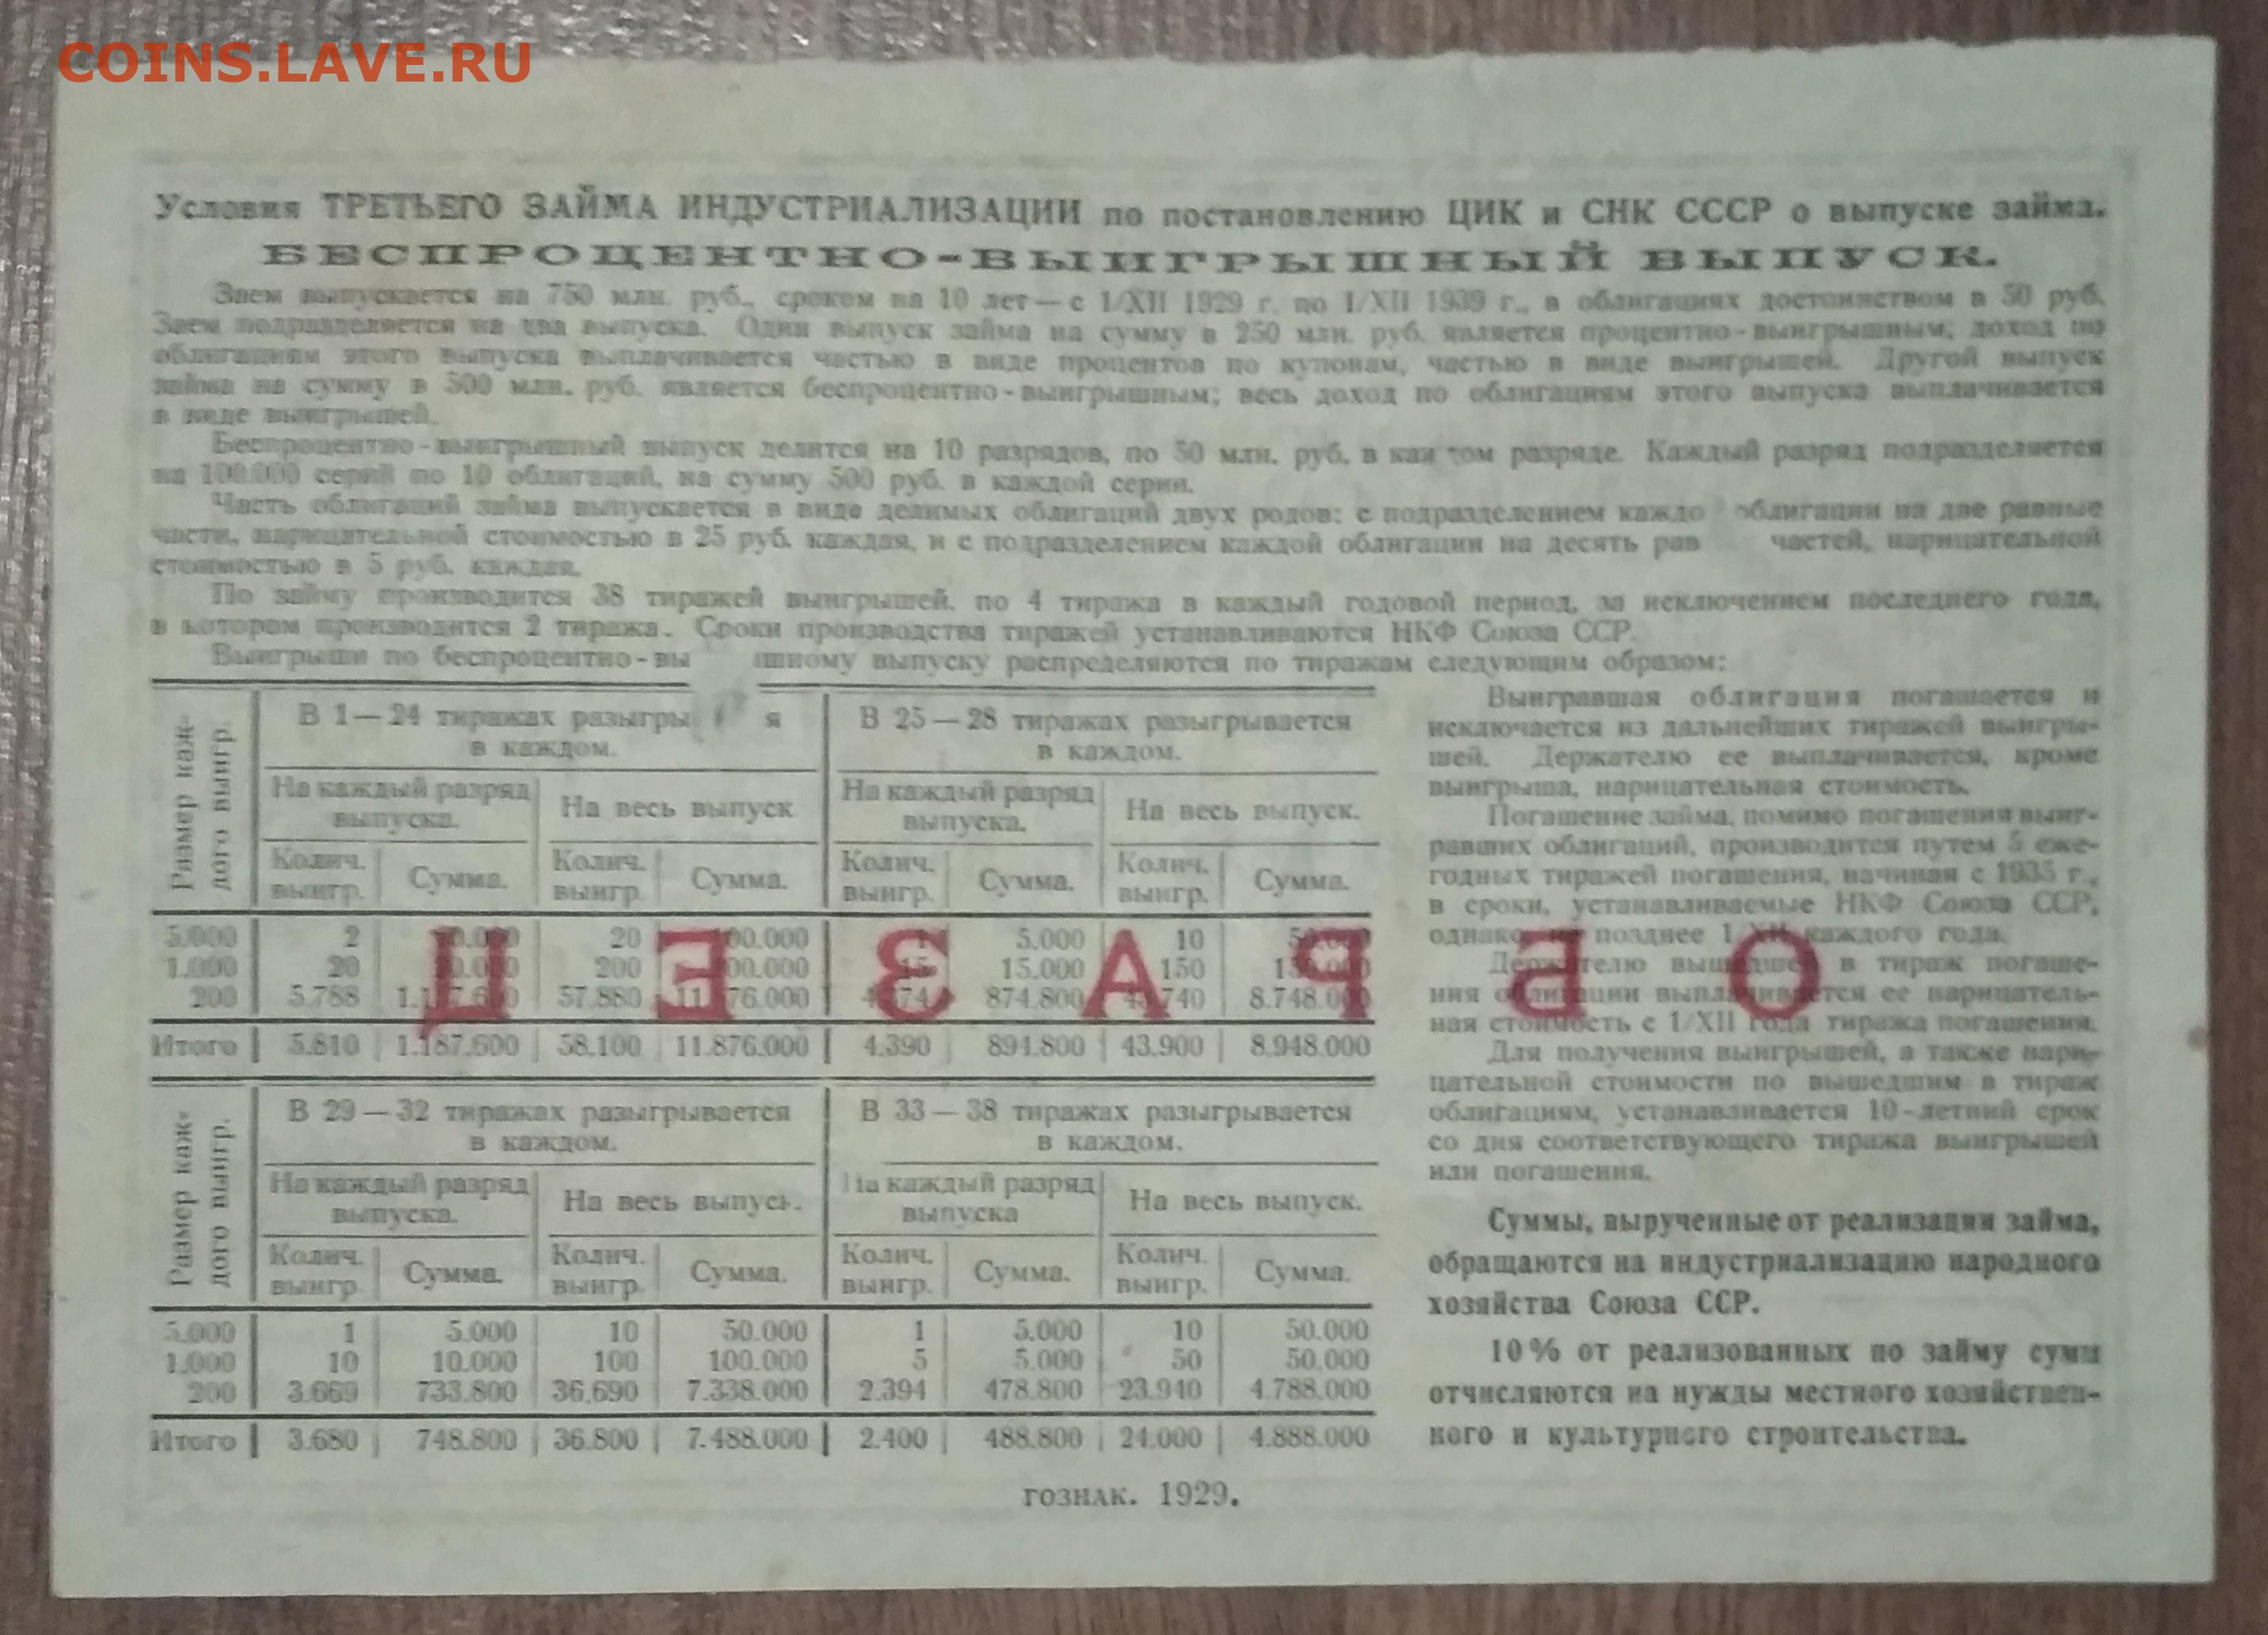 COINS.LAVE.RU
Условия ТРЕТЬЕГО ЗАЙМА ИНДУСТРИАЛИЗАЦИИ по постановлению ЦИК и СНК СССР о выпуске займа.
БЕСПРОЦЕНТНО-ВЫИГРЫШНЫЙ ВЫПУСК.
Заем выпускается на 750 млн. руб., сроком на 10 лет — с 1/XII 1929 г. по 1/XII 1939 г., в облигациях достоинством в 50 руб.
Заем подразделяется на два выпуска. Один выпуск займа на сумму в 250 млн. руб. является процентно-выигрышным; доход по
облигациям этого выпуска выплачивается частью в виде процентов по купонам, частью в виде выигрышей. Другой выпуск
займа на сумму в 500 млн. руб. является беспроцентно-выигрышным; весь доход по облигациям этого выпуска выплачивается
в виде выигрышей.
Беспроцентно-выигрышный выпуск делится на 10 разрядов, по 50 млн. руб. в каж том разряде. Каждый разряд подразделяется
на 100.000 серий по 10 облигаций, на сумму 500 руб. в каждой серии.
Часть облигаций займа выпускается в виде делимых облигаций двух родов: с подразделением каждо облигации на две равные
части, нарицательной стоимостью в 25 руб. каждая, и с подразделением каждой облигации на десять рав частей, нарицательной
стоимостью в 5 руб. каждая.
По займу производится 38 тиражей выигрышей, по 4 тиража в каждый годовой период, за исключением последнего года,
в котором производится 2 тиража. Сроки производства тиражей устанавливаются НКФ Союза ССР.
Выигрыши по беспроцентно-вы шному выпуску распределяются по тиражам следующим образом:
Размер каж-
дого выигр.
В 1—24 тиражах разыгры я
в каждом.
В 25—28 тиражах разыгрывается
в каждом.
На каждый разряд
выпуска.
На весь выпуск
На каждый разряд
выпуска.
На весь выпуск.
Колич.
выигр.
Сумма.
Колич.
выигр.
Сумма.
Колич.
выигр.
Сумма.
Колич.
выигр.
Сумма.
5.000 2 20 5.000 10
1.000 20 200 15.000 150
200 5.788 57.880 874.800 8.748.000
Итого 5.810 1.187.600 58.100 11.876.000 4.390 894.800 43.900 8.948.000
Размер каж-
дого выигр.
В 29—32 тиражах разыгрывается
в каждом.
В 33—38 тиражах разыгрывается
в каждом.
На каждый разряд
выпуска.
На весь выпуск.
На каждый разряд
выпуска
На весь выпуск.
Колич.
выигр.
Сумма.
Колич.
выигр.
Сумма.
Колич.
выигр.
Сумма.
Колич.
выигр.
Сумма.
5.000 1 5.000 10 50.000 1 5.000 10 50.000
1.000 10 10.000 100 100.000 5 5.000 50 50.000
200 3.669 733.800 36.690 7.338.000 2.394 478.800 23.940 4.788.000
Итого 3.680 748.800 36.800 7.488.000 2.400 488.800 24.000 4.888.000
Выигравшая облигация погашается и
исключается из дальнейших тиражей выигры-
шей. Держателю ее выплачивается, кроме
выигрыша, нарицательная стоимость.
Погашение займа, помимо погашения выиг-
равших облигаций, производится путем 5 еже-
годных тиражей погашения, начиная с 1935 г.,
в сроки, устанавливаемые НКФ Союза ССР,
однако не позднее 1/XII каждого года.
Держателю вышедшей в тираж погаше-
ния облигации выплачивается ее нарицатель-
ная стоимость с 1/XII года тиража погашения.
Для получения выигрышей, а также нари-
цательной стоимости по вышедшим в тираж
облигациям, устанавливается 10-летний срок
со дня соответствующего тиража выигрышей
или погашения.
Суммы, вырученные от реализации займа,
обращаются на индустриализацию народного
хозяйства Союза ССР.
10% от реализованных по займу сумм
отчисляются на нужды местного хозяйствен-
ного и культурного строительства.
ОБРАЗЕЦ
ГОЗНАК. 1929.